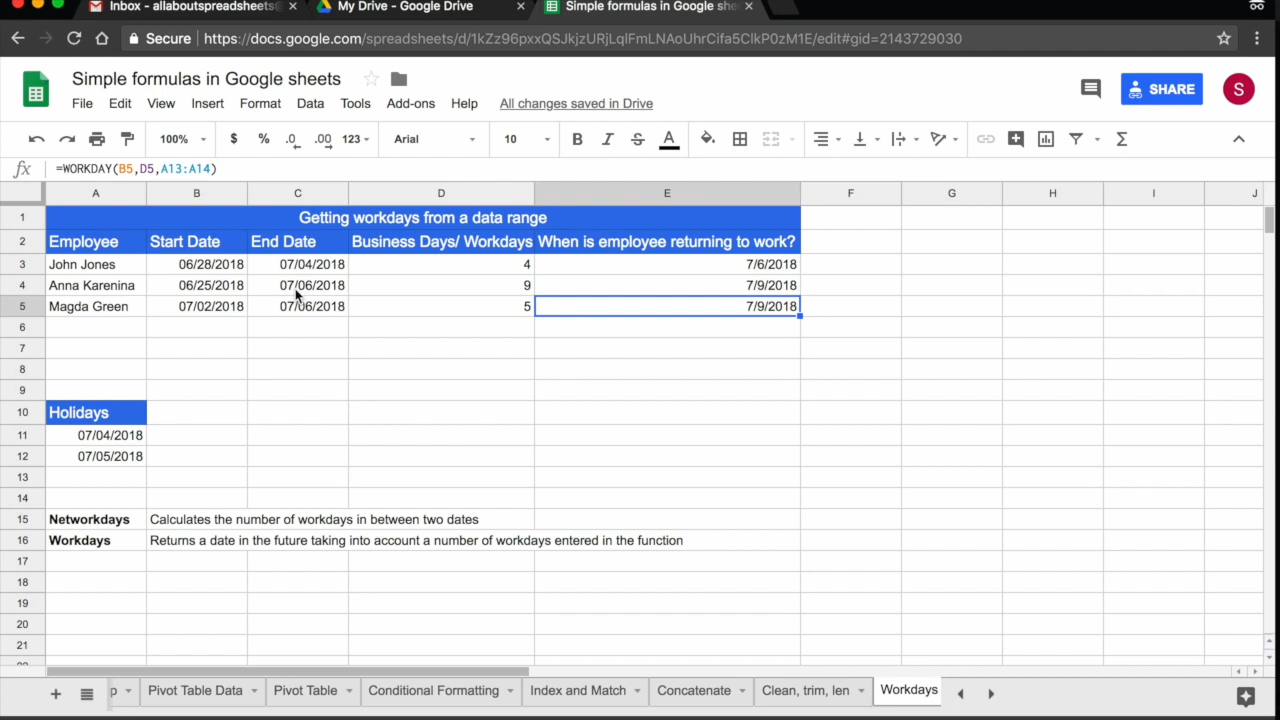 Inbox - allaboutspreadsheets@ My Drive - Google Drive Simple formulas in Google she
Secure https://docs.google.com/spreadsheets/d/1kZz96pxxQSJkjzURjLqlFmLNAoUhrCifa5ClkP0zM1E/edit#gid=2143729030
Simple formulas in Google sheets
SHARE S
File Edit View Insert Format Data Tools Add-ons Help All changes saved in Drive
100% $ % .0 .00 123 Arial 10 B I S A Σ
fx =WORKDAY(B5,D5,A13:A14)
A B C D E F G H I J
1 Getting workdays from a data range
2 Employee Start Date End Date Business Days/ Workdays When is employee returning to work?
3 John Jones 06/28/2018 07/04/2018 4 7/6/2018
4 Anna Karenina 06/25/2018 07/06/2018 9 7/9/2018
5 Magda Green 07/02/2018 07/06/2018 5 7/9/2018
6
7
8
9
10 Holidays
11 07/04/2018
12 07/05/2018
13
14
15 Networkdays Calculates the number of workdays in between two dates
16 Workdays Returns a date in the future taking into account a number of workdays entered in the function
17
18
19
20
21
p Pivot Table Data Pivot Table Conditional Formatting Index and Match Concatenate Clean, trim, len Workdays